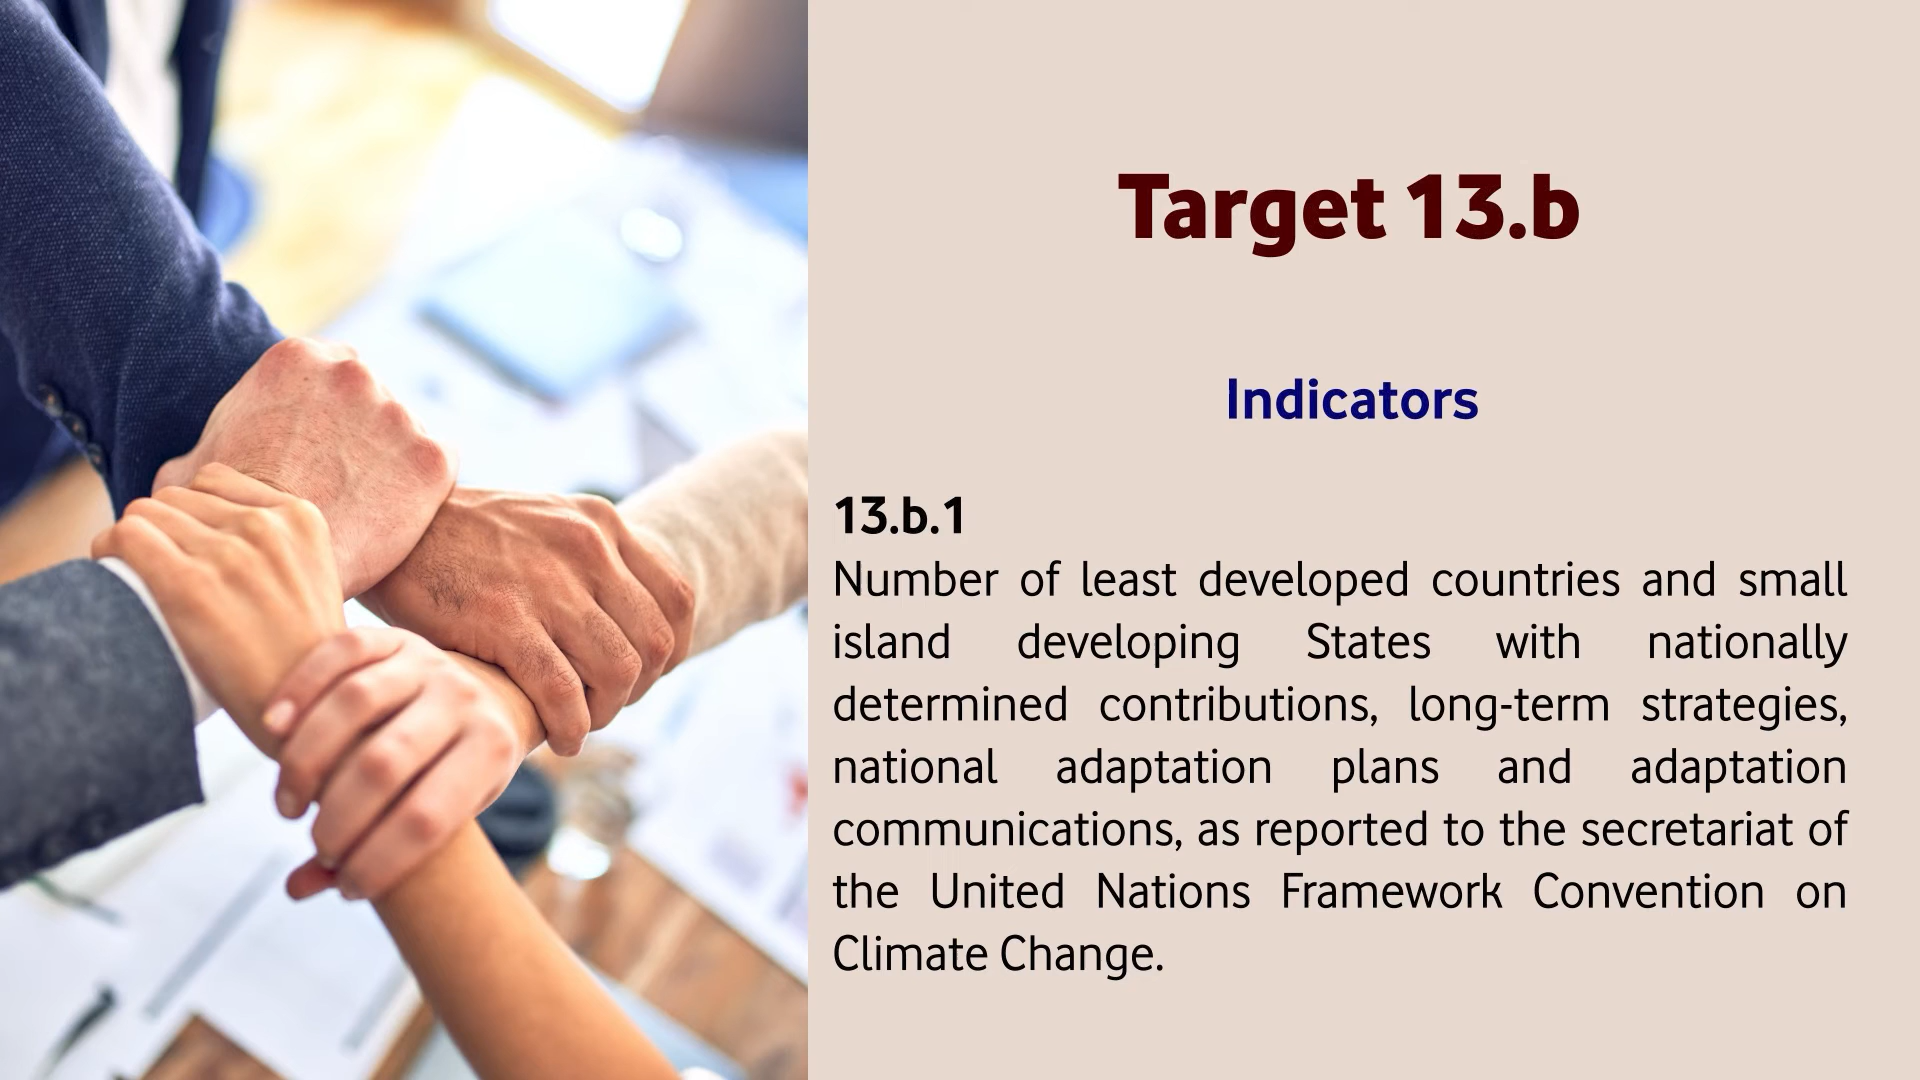 Target 13.b
Indicators
13.b.1
Number of least developed countries and small
island developing States with nationally
determined contributions, long-term strategies,
national adaptation plans and adaptation
communications, as reported to the secretariat of
the United Nations Framework Convention on
Climate Change.